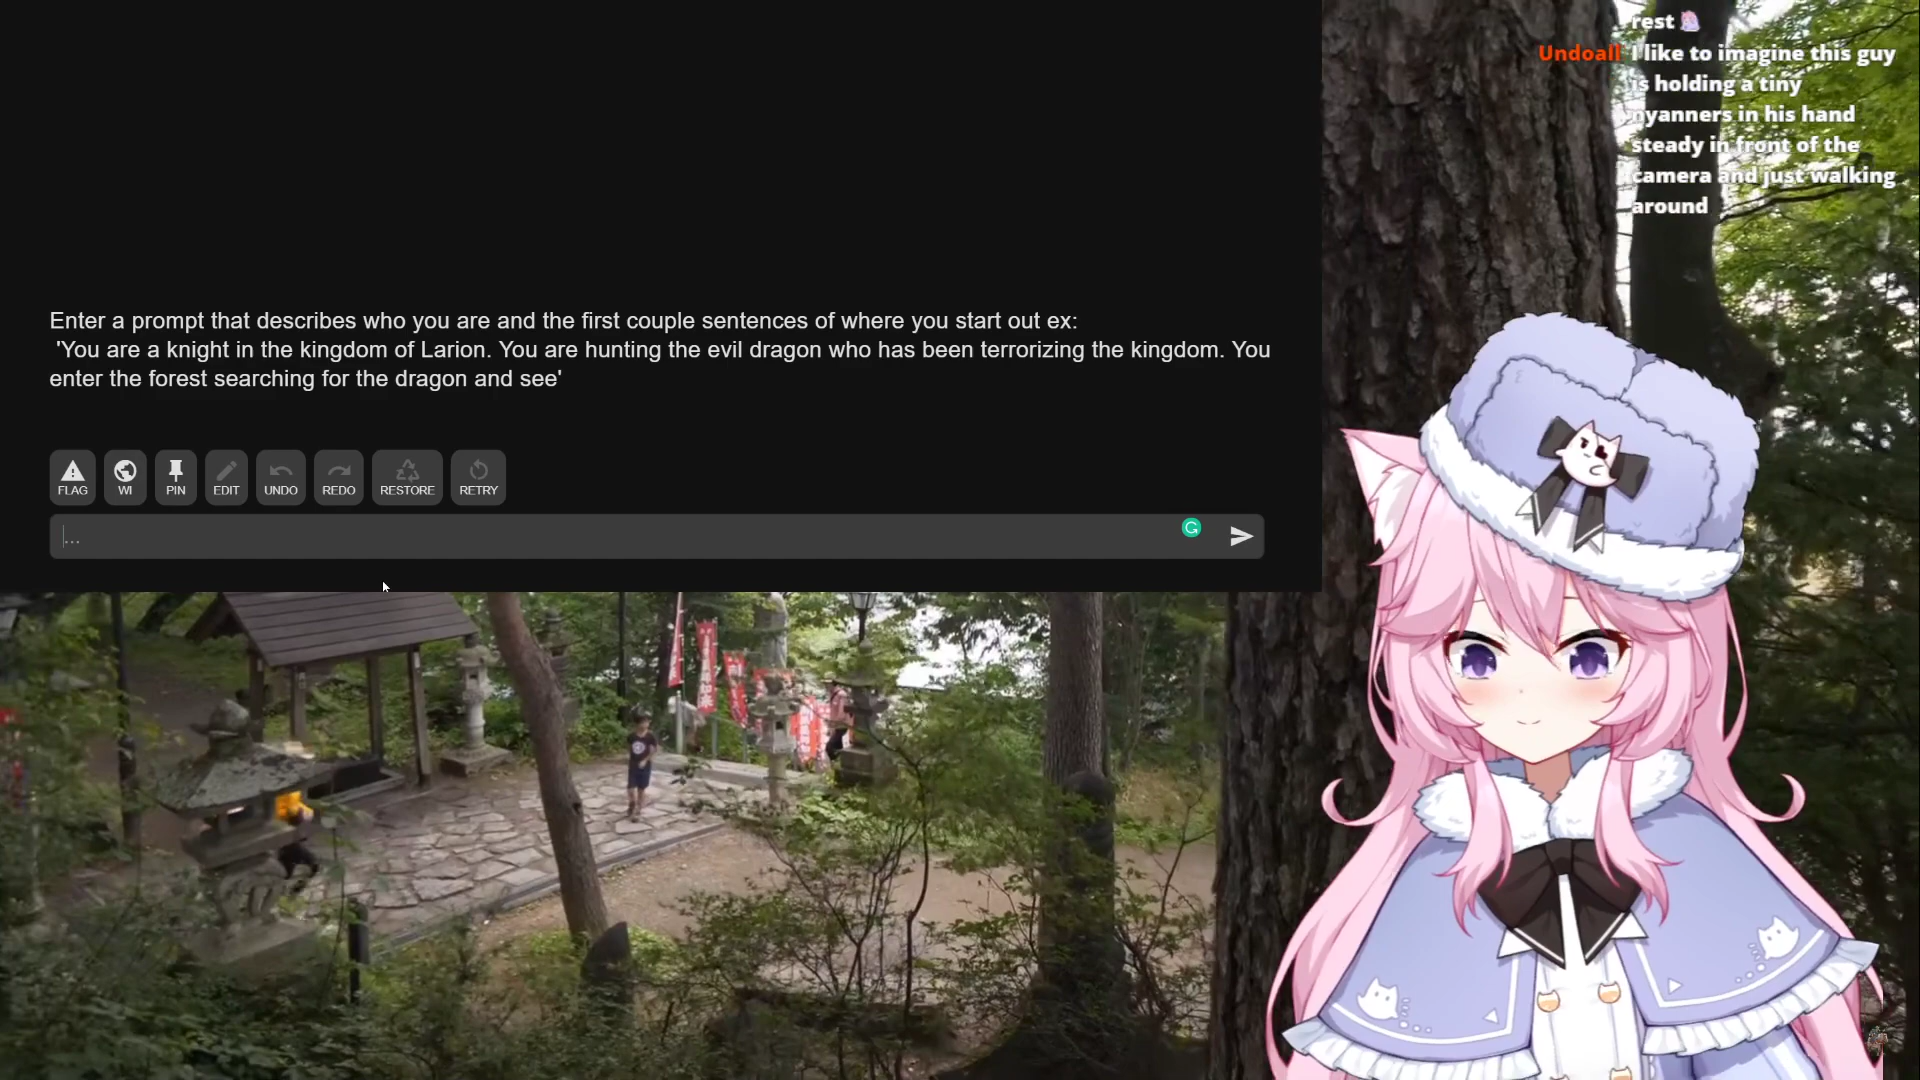 Enter a prompt that describes who you are and the first couple sentences of where you start out ex:
'You are a knight in the kingdom of Larion. You are hunting the evil dragon who has been terrorizing the kingdom. You
enter the forest searching for the dragon and see'
FLAG WI PIN EDIT UNDO REDO RESTORE RETRY
...
rest
Undoall I like to imagine this guy
is holding a tiny
nyanners in his hand
steady in front of the
camera and just walking
around